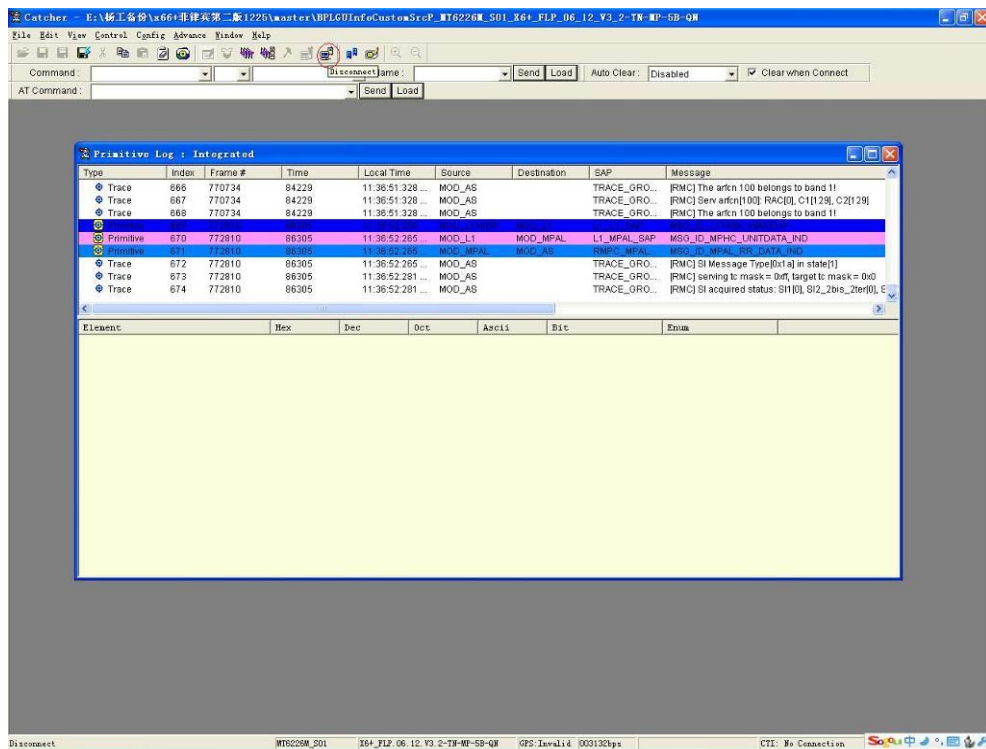 Catcher - E:\杨工备份\x66+菲律宾第二版1225\master\BPLGUInfoCustomSrcP_MT6226M_S01_X6+_FLP_06_12_V3_2-TN-MP-5B-QN
File Edit View Control Config Advance Window Help
Command : Disconnect ame : Send Load Auto Clear : Disabled Clear when Connect
AT Command : Send Load
Primitive Log : Integrated
Type Index Frame # Time Local Time Source Destination SAP Message
Trace 666 770734 84229 11:36:51:328 ... MOD_AS TRACE_GRO... [RMC] The arfcn 100 belongs to band 1!
Trace 667 770734 84229 11:36:51:328 ... MOD_AS TRACE_GRO... [RMC] Serv arfcn[100]: RAC[0], C1[129], C2[129]
Trace 668 770734 84229 11:36:51:328 ... MOD_AS TRACE_GRO... [RMC] The arfcn 100 belongs to band 1!
Primitive 670 772810 86305 11:36:52:265 ... MOD_L1 MOD_MPAL L1_MPAL_SAP MSG_ID_MPHC_UNITDATA_IND
Primitive 671 772810 86305 11:36:52:265 ... MOD_MPAL MOD_AS RMPC_MPAL... MSG_ID_MPAL_RR_DATA_IND
Trace 672 772810 86305 11:36:52:265 ... MOD_AS TRACE_GRO... [RMC] SI Message Type[0x1a] in state[1]
Trace 673 772810 86305 11:36:52:281 ... MOD_AS TRACE_GRO... [RMC] serving tc mask = 0xff, target tc mask = 0x0
Trace 674 772810 86305 11:36:52:281 ... MOD_AS TRACE_GRO... [RMC] SI acquired status: SI1[0], SI2_2bis_2ter[0], S
Element Hex Dec Oct Ascii Bit Enum
Disconnect MT6226M_S01 X6+_FLP.06.12.V3.2-TN-MP-5B-QN GPS:Invalid 003132bps CTI: No Connection Sogou 中